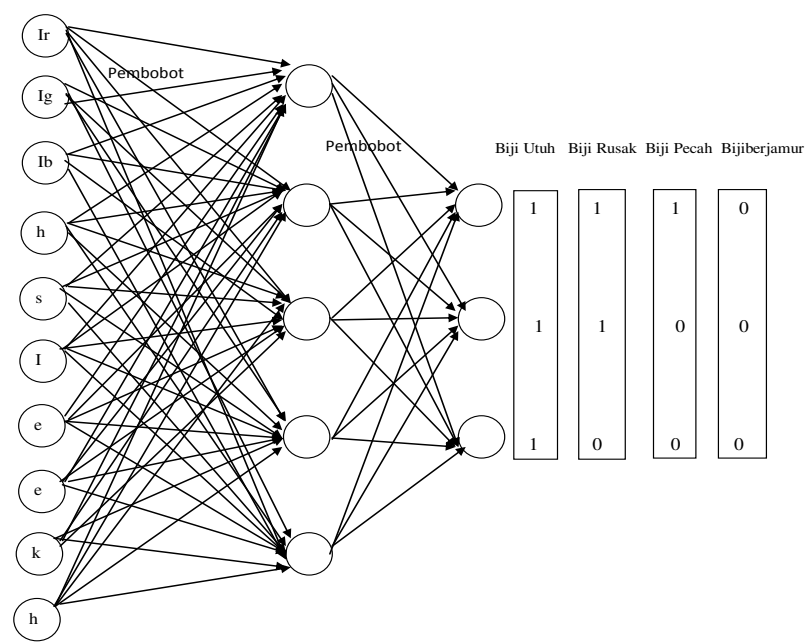 Ir
Ig
Ib
h
s
I
e
e
k
h
Pembobot
Pembobot
Biji Utuh Biji Rusak Biji Pecah Bijiberjamur
1 1 1 0
1 1 0 0
1 0 0 0